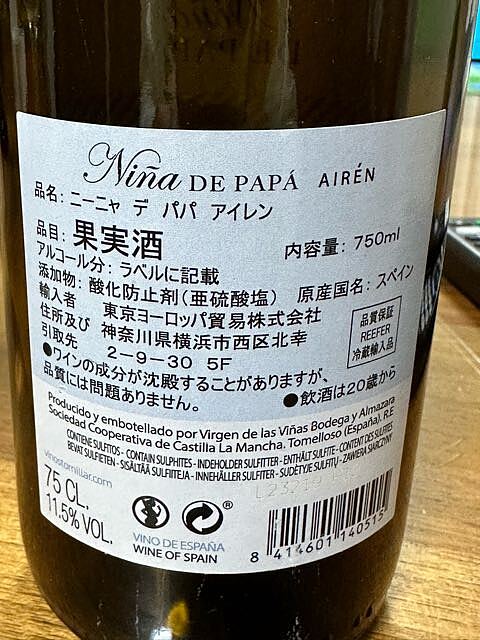 Niña DE PAPÁ AIRÉN
品名: ニーニャ デ パパ アイレン
品目: 果実酒 内容量: 750ml
アルコール分: ラベルに記載
添加物: 酸化防止剤(亜硫酸塩) 原産国名: スペイン
輸入者 東京ヨーロッパ貿易株式会社
住所及び 神奈川県横浜市西区北幸
引取先 2-9-30 5F
品質保証
REEFER
冷蔵輸入品
●ワインの成分が沈殿することがありますが、
品質には問題ありません。 ●飲酒は20歳から
Producido y embotellado por Virgen de las Viñas Bodega y Almazara
Sociedad Cooperativa de Castilla La Mancha. Tomelloso (España). R.E
CONTIENE SULFITOS - CONTAIN SULPHITES - INDEHOLDER SULFITTER - ENTHÄLT SULFITE - CONTENT DES SULFITES
BEVAT SULFIETEN - SISÄLTÄÄ SULFIITEJA - INNEHÅLLER SULFITER - SUDĖTYJE SULFITŲ - ZAWIERA SIARCZYNY
vinostomillar.com
L23219
75 CL.
11.5% VOL.
VINO DE ESPAÑA
WINE OF SPAIN
8 414601 140515